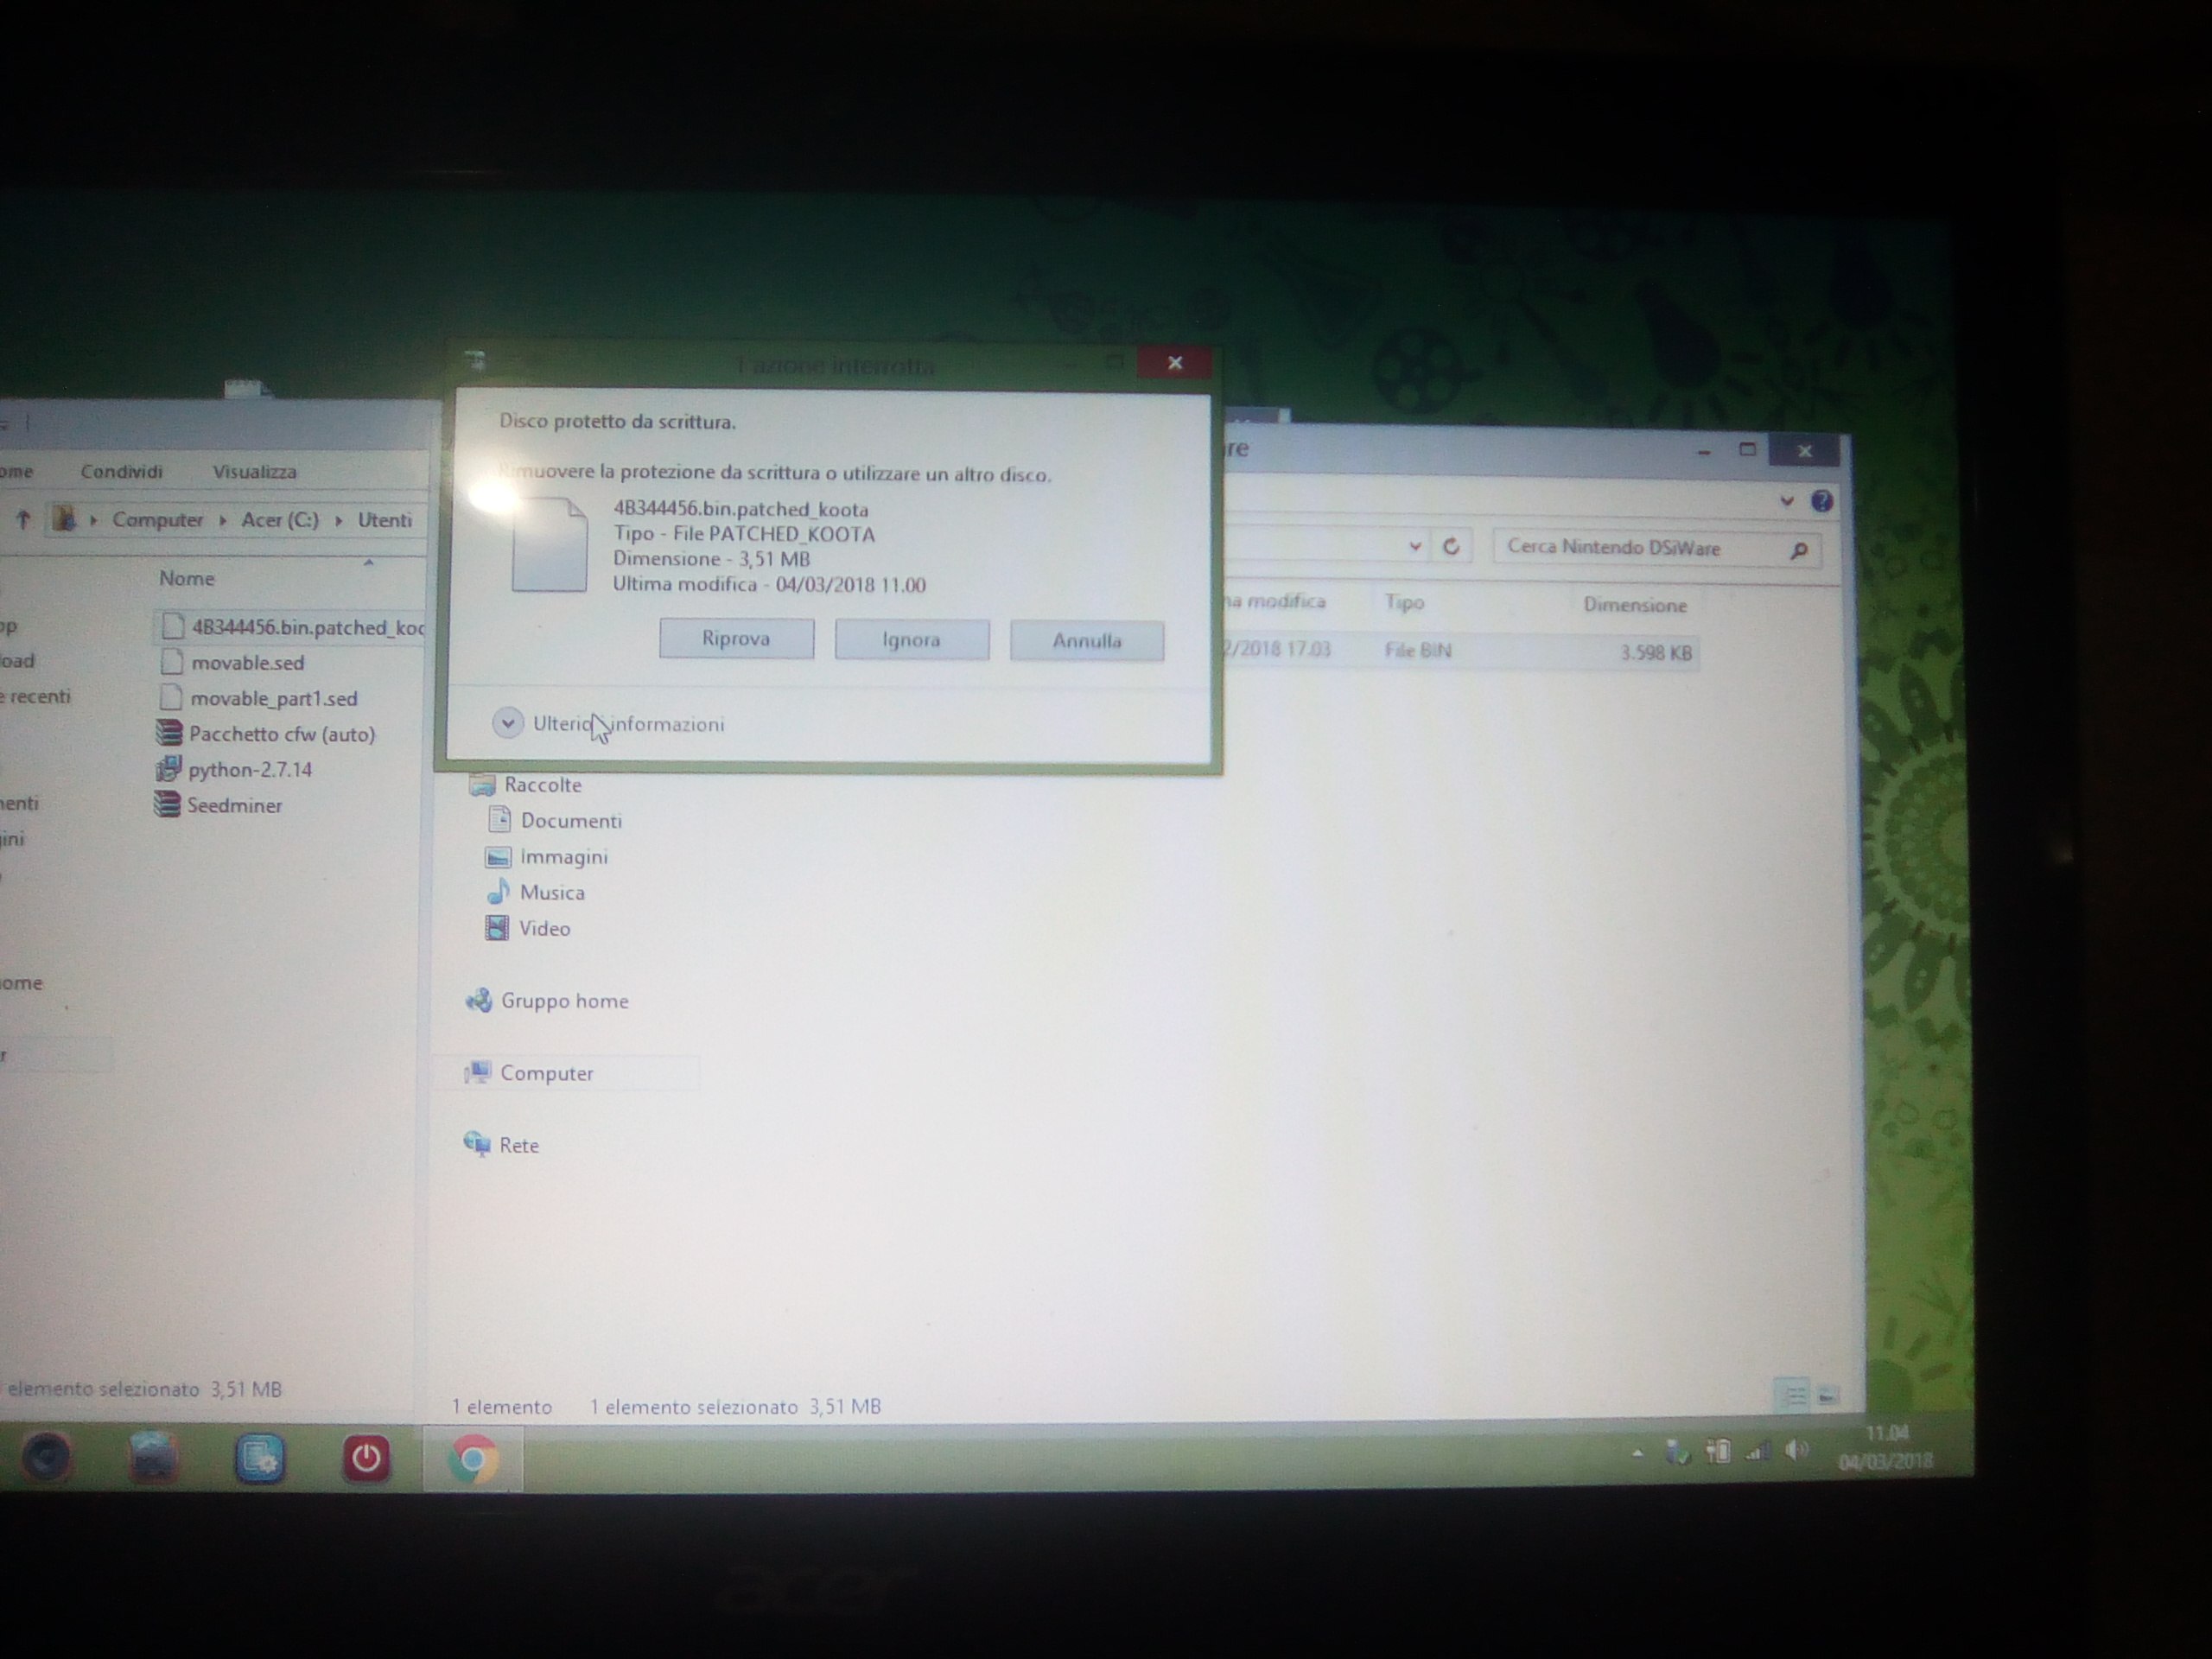 Azione interrotta
Disco protetto da scrittura.
Rimuovere la protezione da scrittura o utilizzare un altro disco.
4B344456.bin.patched_koota
Tipo - File PATCHED_KOOTA
Dimensione - 3,51 MB
Ultima modifica - 04/03/2018 11.00
Riprova
Ignora
Annulla
Ulteriori informazioni
ome
Condividi
Visualizza
Computer
Acer (C:)
Utenti
Nome
4B344456.bin.patched_koo
movable.sed
movable_part1.sed
Pacchetto cfw (auto)
python-2.7.14
Seedminer
op
load
e recenti
nenti
gini
ome
r
elemento selezionato 3,51 MB
re
Cerca Nintendo DSiWare
na modifica
Tipo
Dimensione
2/2018 17.03
File BIN
3.598 KB
Raccolte
Documenti
Immagini
Musica
Video
Gruppo home
Computer
Rete
1 elemento
1 elemento selezionato 3,51 MB
11.04
04/03/2018
acer